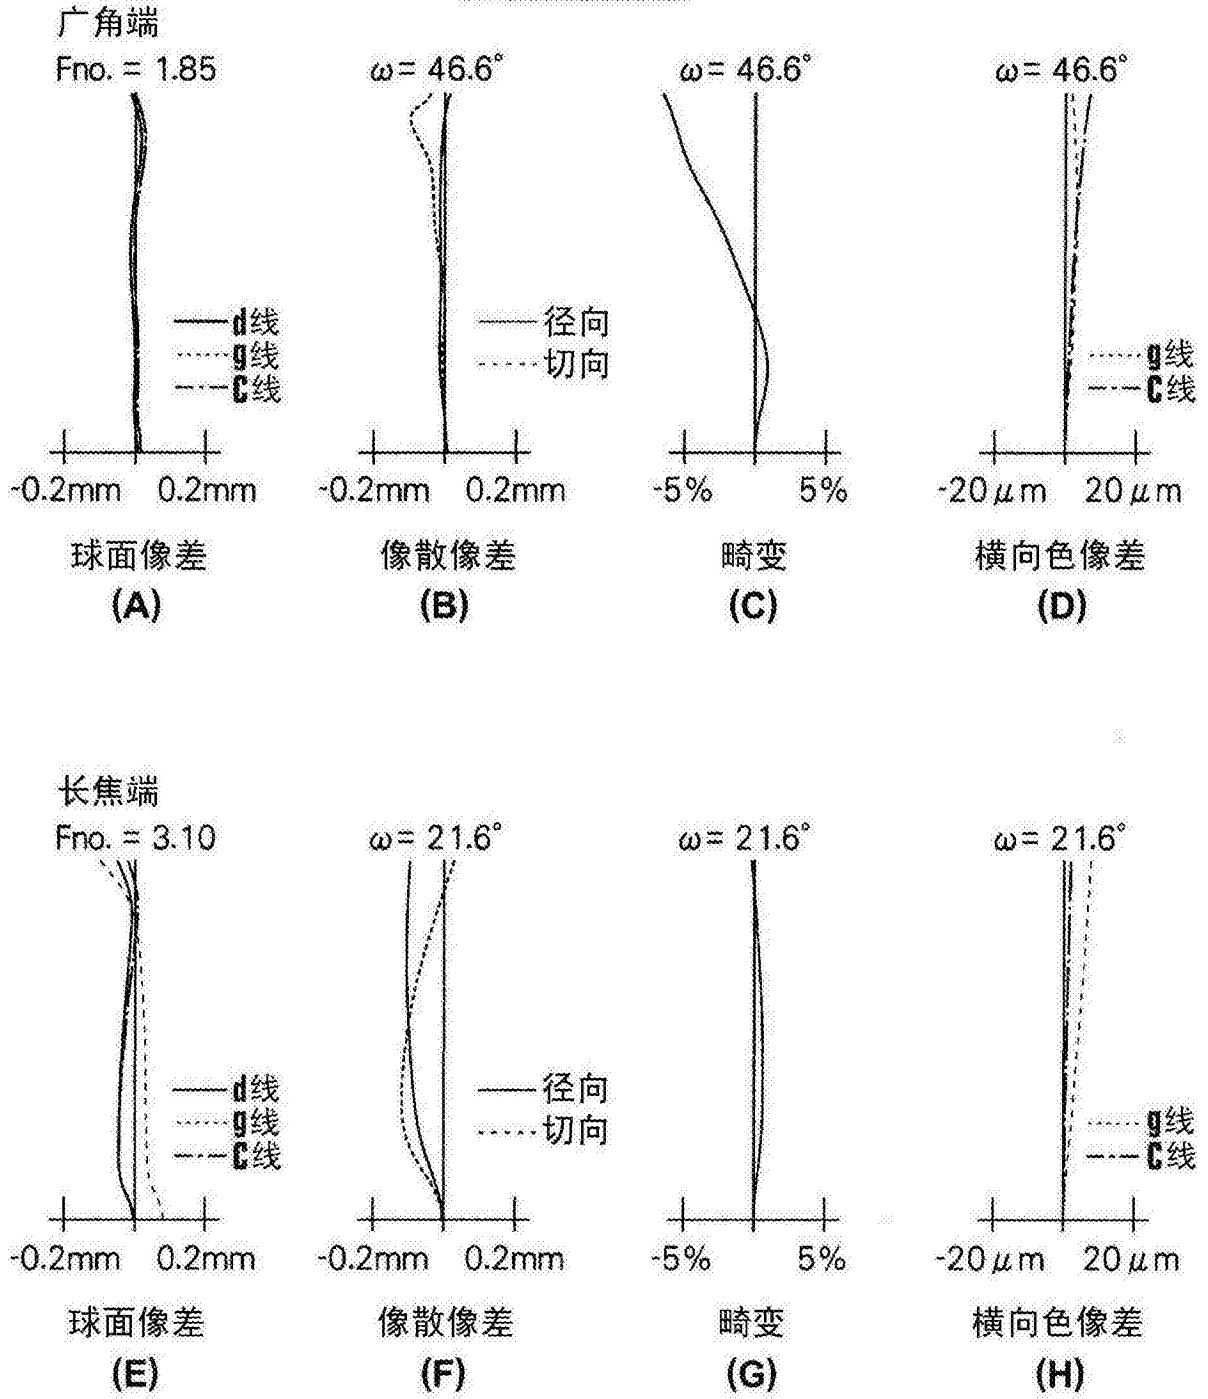 广角端
Fno. = 1.85
ω= 46.6°
ω= 46.6°
ω= 46.6°
d线
g线
C线
径向
切向
g线
C线
-0.2mm 0.2mm
-0.2mm 0.2mm
-5% 5%
-20μm 20μm
球面像差
像散像差
畸变
横向色像差
(A)
(B)
(C)
(D)
长焦端
Fno. = 3.10
ω= 21.6°
ω= 21.6°
ω= 21.6°
d线
g线
C线
径向
切向
g线
C线
-0.2mm 0.2mm
-0.2mm 0.2mm
-5% 5%
-20μm 20μm
球面像差
像散像差
畸变
横向色像差
(E)
(F)
(G)
(H)